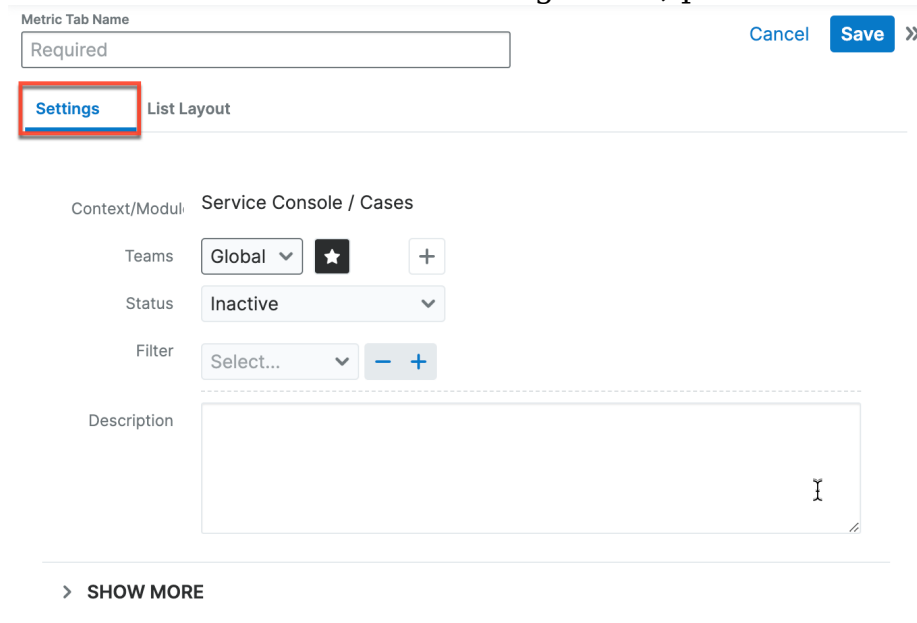 Metric Tab Name
Required
Cancel
Save
Settings
List Layout
Context/Modul
Service Console / Cases
Teams
Global
Status
Inactive
Filter
Select...
Description
SHOW MORE